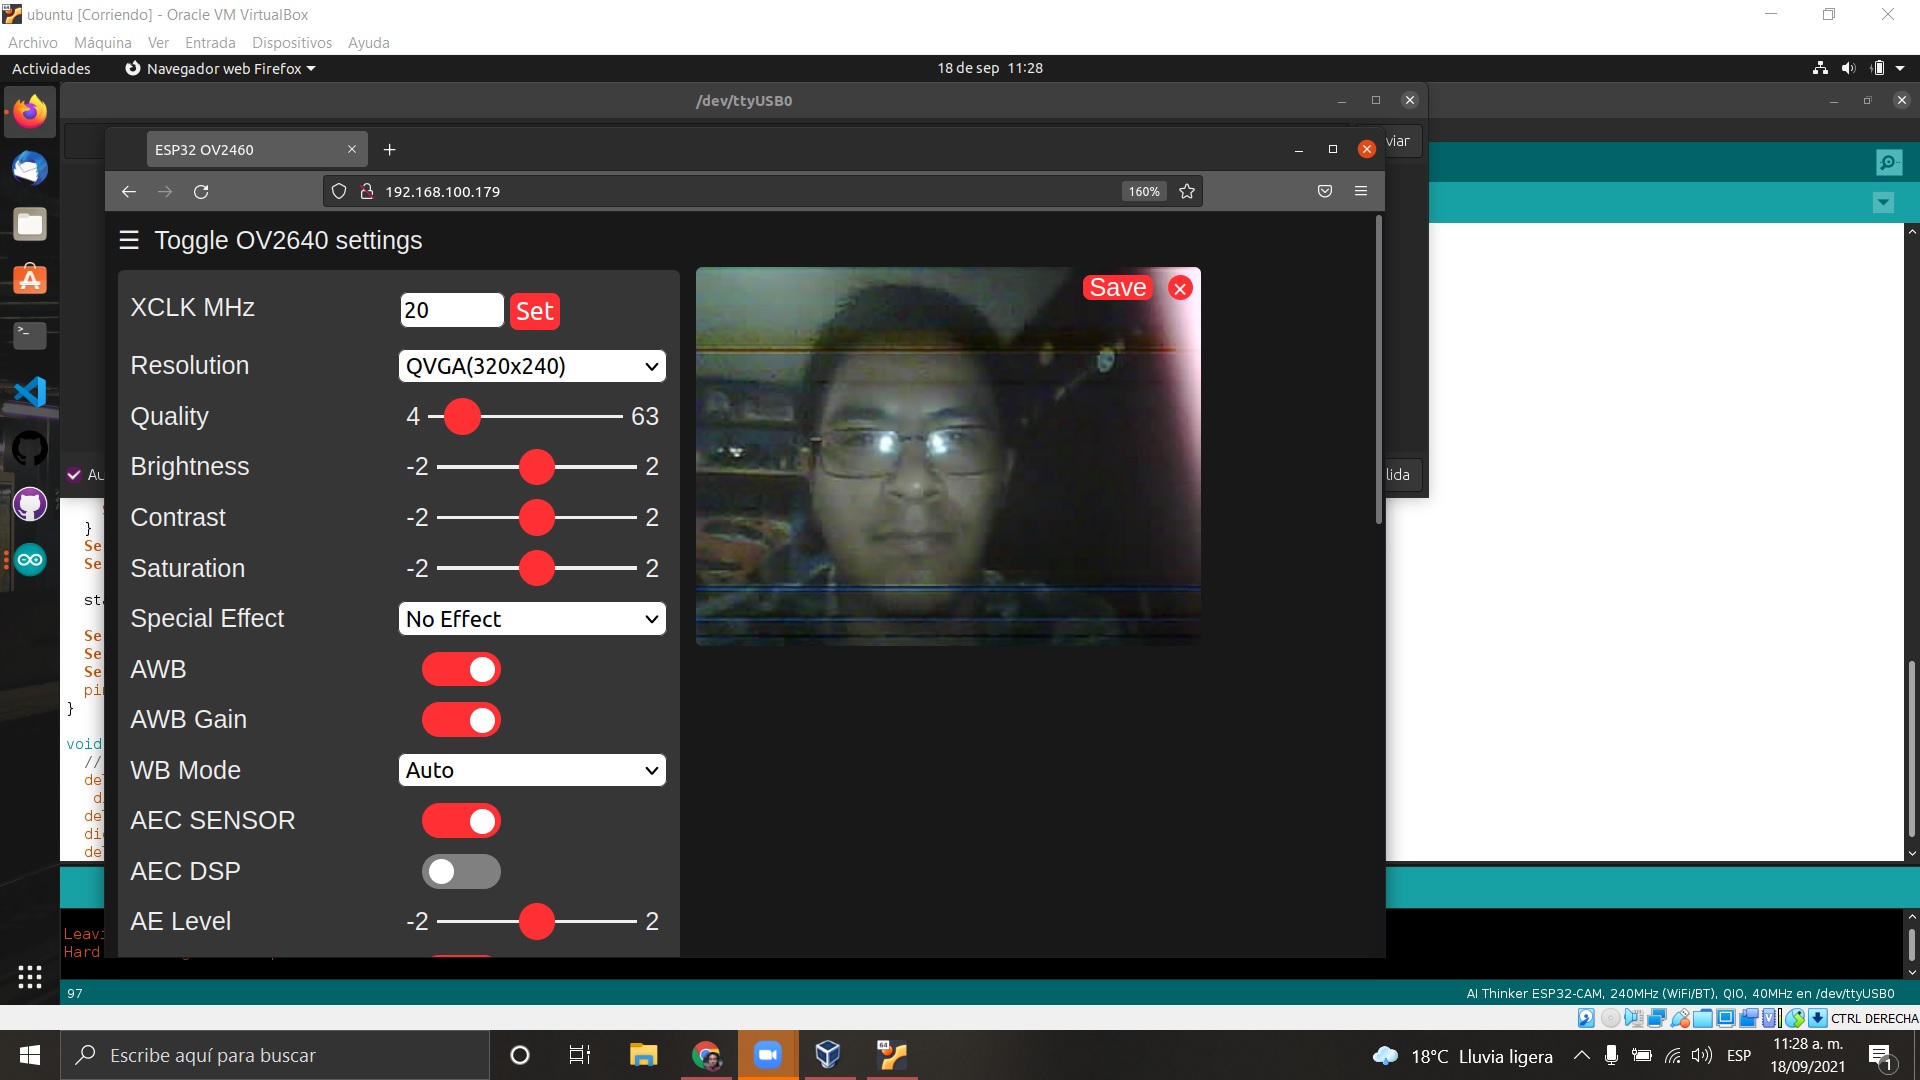 ubuntu [Corriendo] - Oracle VM VirtualBox
Archivo Máquina Ver Entrada Dispositivos Ayuda
Actividades Navegador web Firefox 18 de sep 11:28
/dev/ttyUSB0
viar
ESP32 OV2460
192.168.100.179 160%
☰ Toggle OV2640 settings
Save
XCLK MHz 20 Set
Resolution QVGA(320x240)
Quality 4 63
Brightness -2 2
Au
lida
Contrast -2 2
}
Se
Saturation -2 2
Se
sta
Special Effect No Effect
Se
Se
AWB
Se
pi
}
AWB Gain
void
//
WB Mode Auto
de
d
AEC SENSOR
de
di
de
AEC DSP
AE Level -2 2
Leavi
Hard
97 AI Thinker ESP32-CAM, 240MHz (WiFi/BT), QIO, 40MHz en /dev/ttyUSB0
CTRL DERECHA
Escribe aquí para buscar 18°C Lluvia ligera ESP 11:28 a. m.
18/09/2021
1